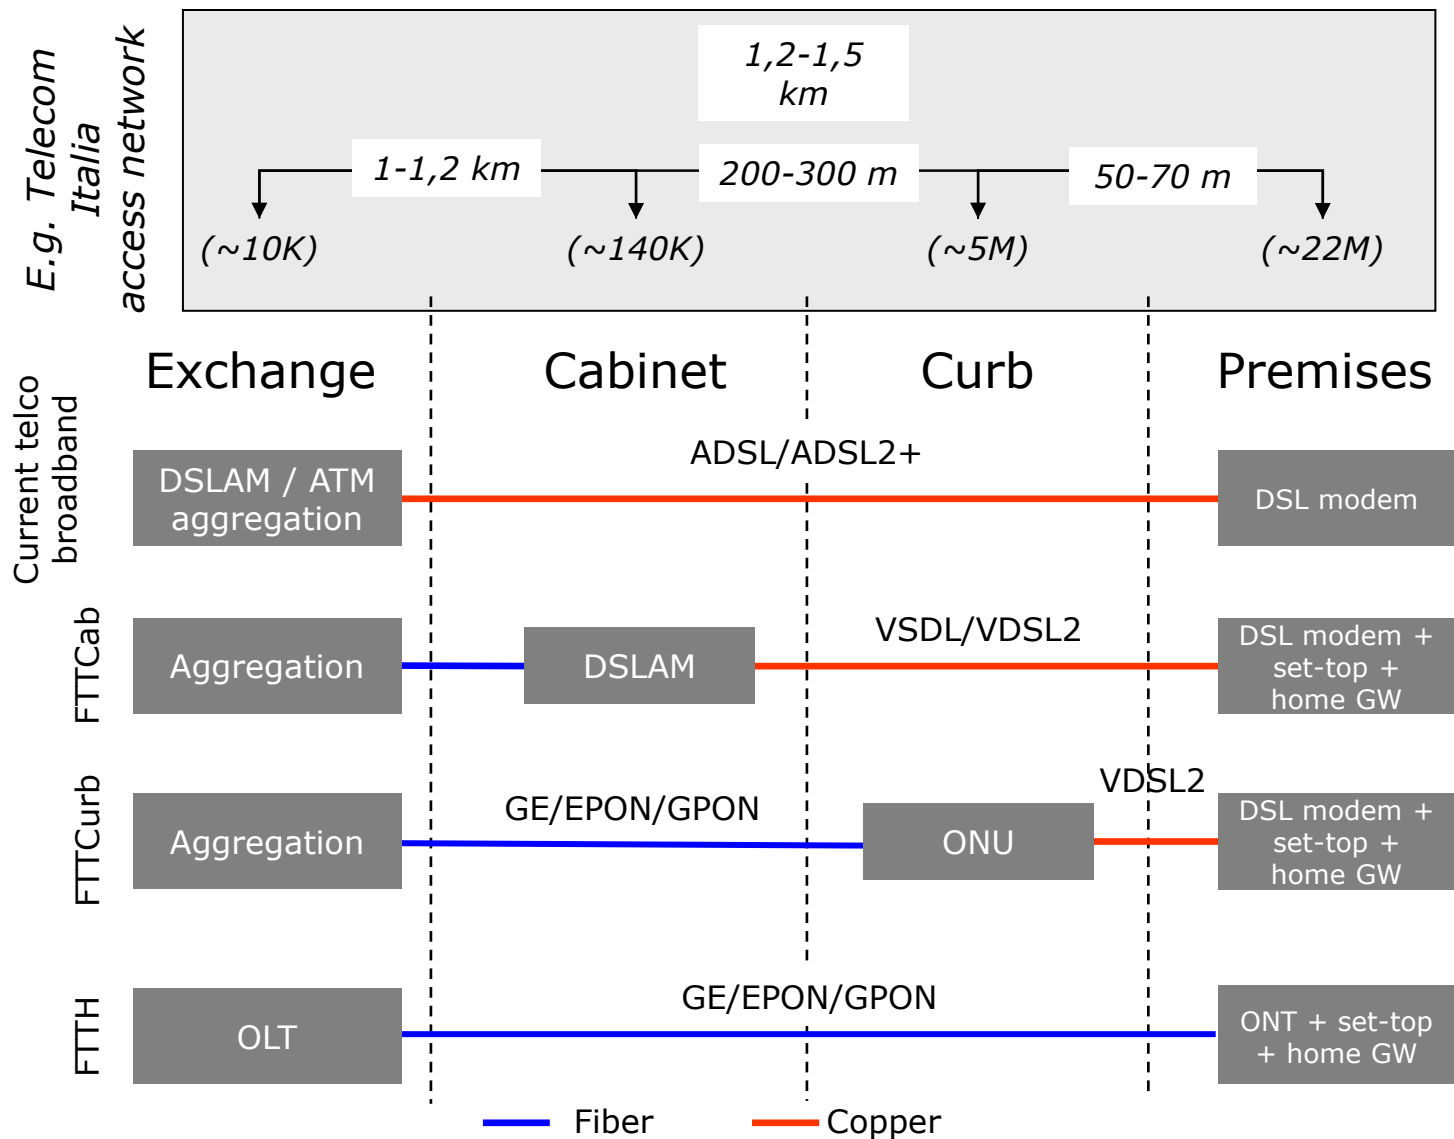 E.g. Telecom
Italia
access network
1,2-1,5
km
1-1,2 km
200-300 m
50-70 m
(~10K)
(~140K)
(~5M)
(~22M)
Exchange
Cabinet
Curb
Premises
Current telco
broadband
DSLAM / ATM
aggregation
ADSL/ADSL2+
DSL modem
FTTCab
Aggregation
DSLAM
VSDL/VDSL2
DSL modem +
set-top +
home GW
FTTCurb
Aggregation
GE/EPON/GPON
ONU
VDSL2
DSL modem +
set-top +
home GW
FTTH
OLT
GE/EPON/GPON
ONT + set-top
+ home GW
Fiber
Copper